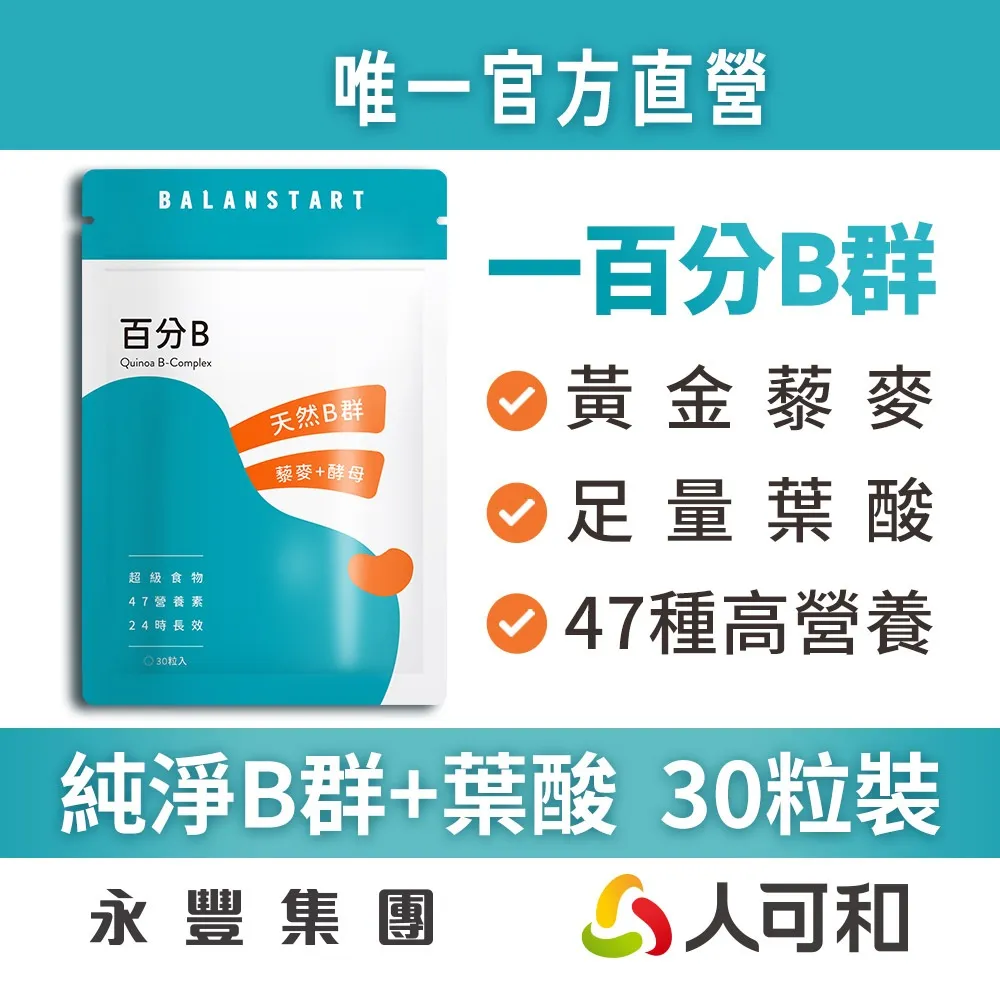 唯一官方直營
BALANSTART
百分B
Quinoa B-Complex
天然B群
藜麥+酵母
超級食物
47營養素
24時長效
30粒入
一百分B群
黃金藜麥
足量葉酸
47種高營養
純淨B群+葉酸 30粒裝
永豐集團
人可和